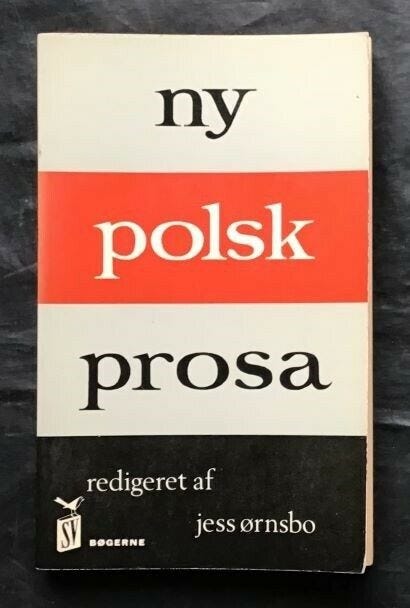 ny
polsk
prosa
redigeret af
jess ørnsbo
SV
BØGERNE